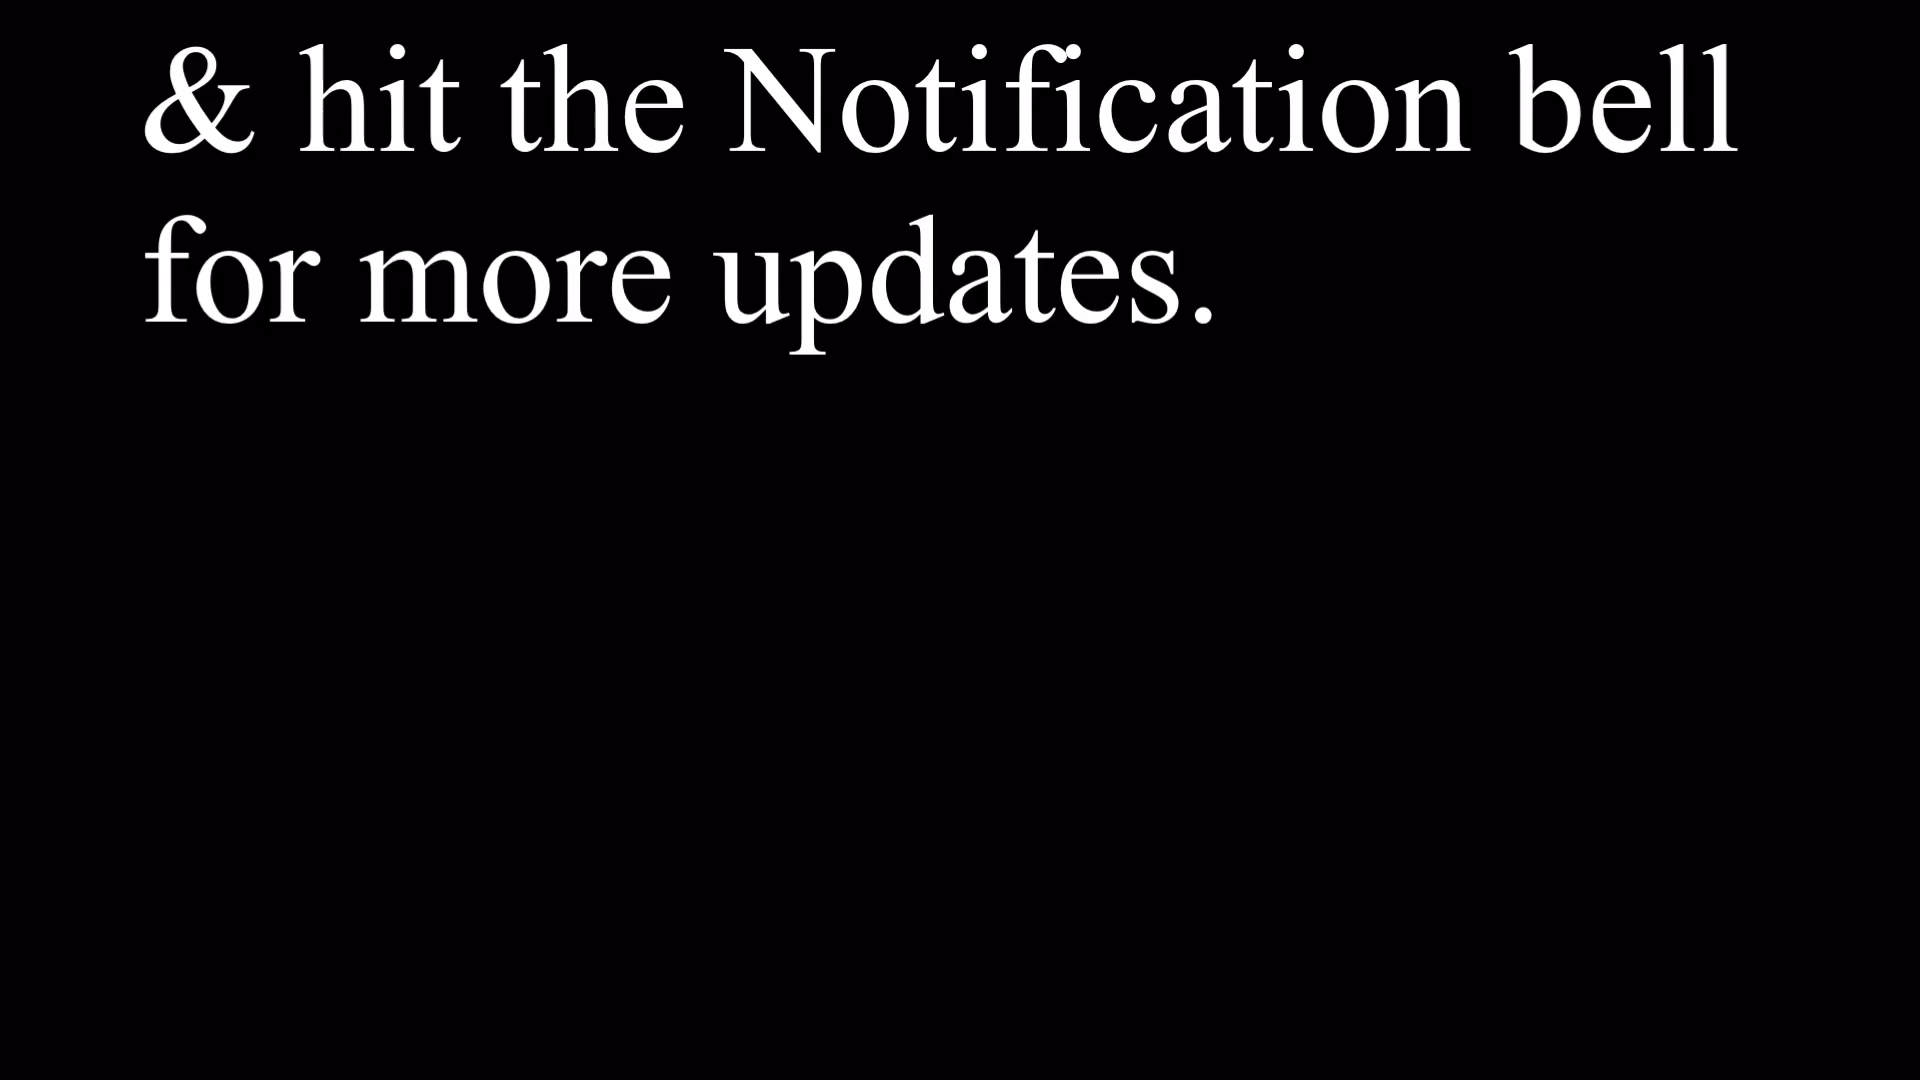 & hit the Notification bell
for more updates.